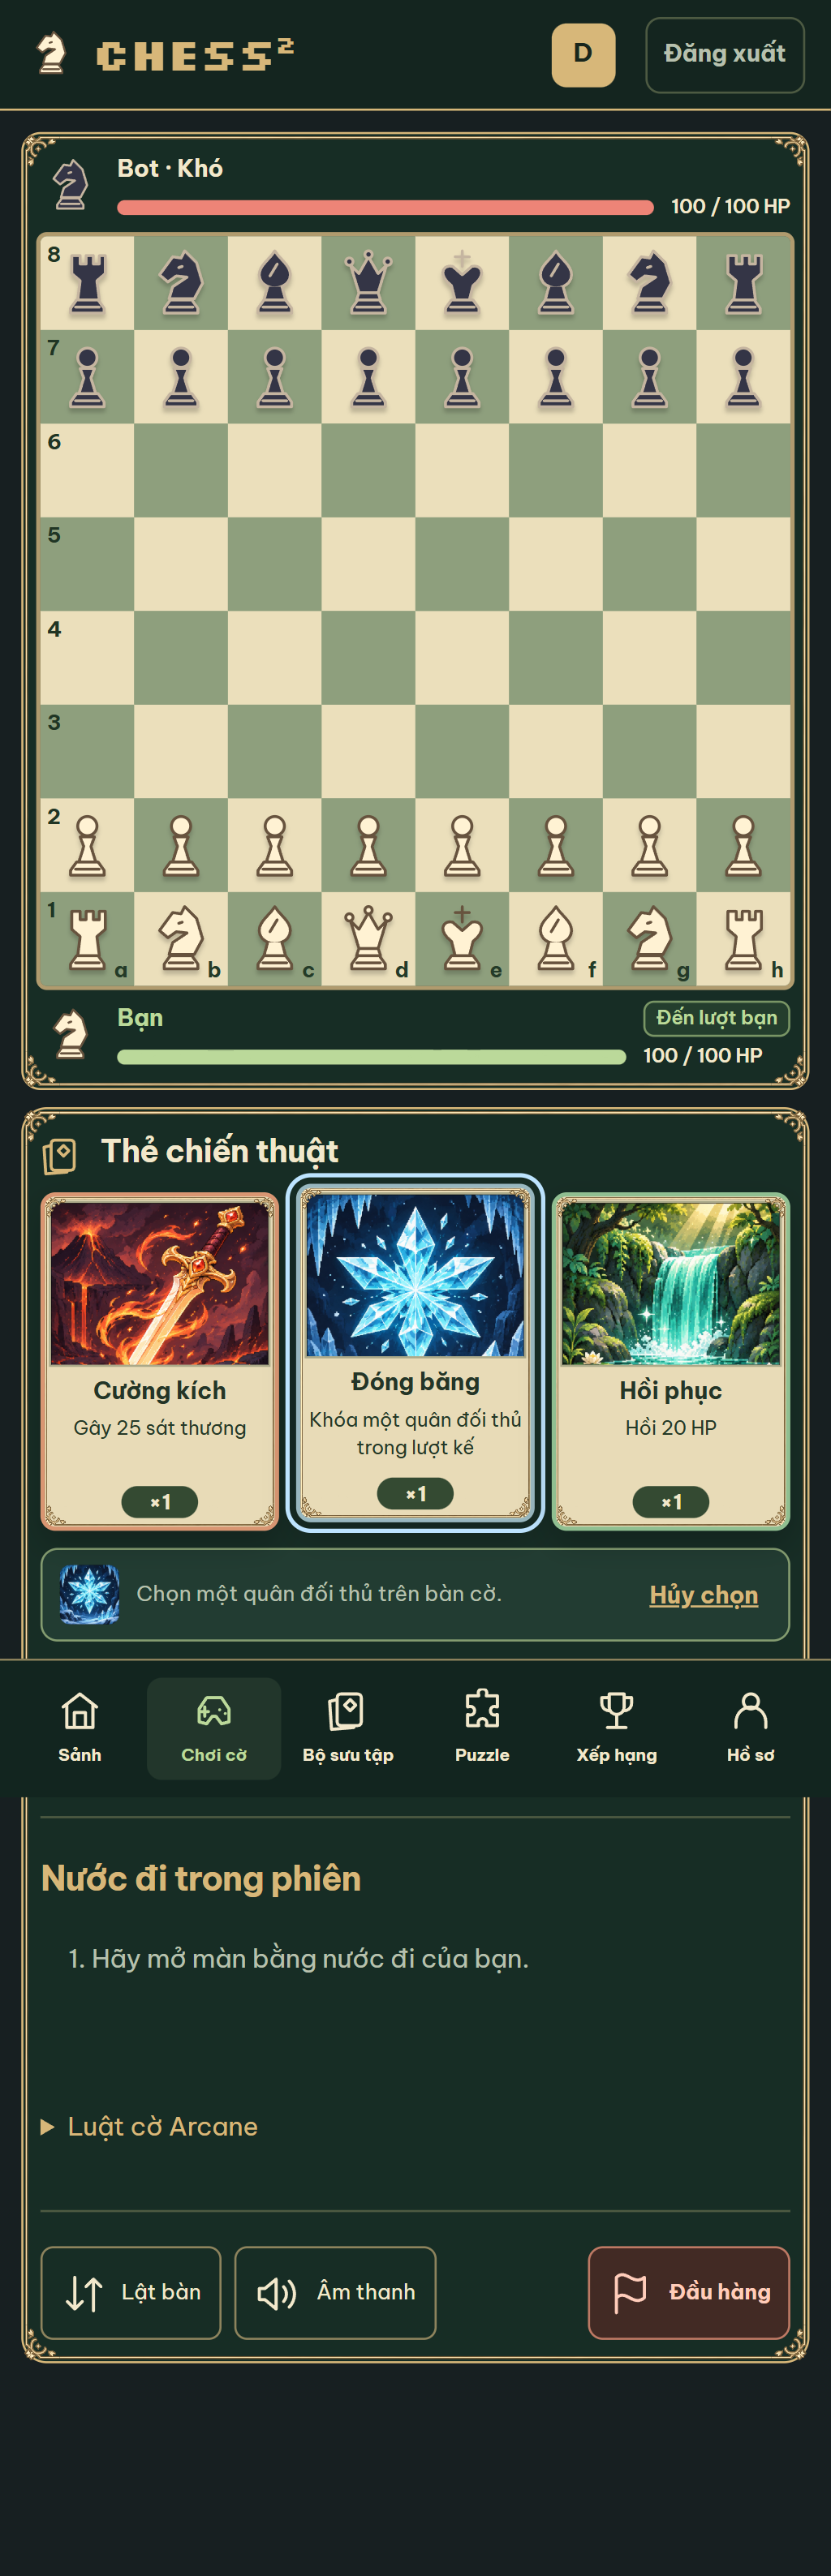 CHESS²
D
Đăng xuất
Bot · Khó
100 / 100 HP
8
7
6
5
4
3
2
1
a b c d e f g h
Bạn
Đến lượt bạn
100 / 100 HP
Thẻ chiến thuật
Cường kích
Gây 25 sát thương
×1
Đóng băng
Khóa một quân đối thủ
trong lượt kế
×1
Hồi phục
Hồi 20 HP
×1
Chọn một quân đối thủ trên bàn cờ.
Hủy chọn
Sảnh
Chơi cờ
Bộ sưu tập
Puzzle
Xếp hạng
Hồ sơ
Nước đi trong phiên
1. Hãy mở màn bằng nước đi của bạn.
Luật cờ Arcane
Lật bàn
Âm thanh
Đầu hàng